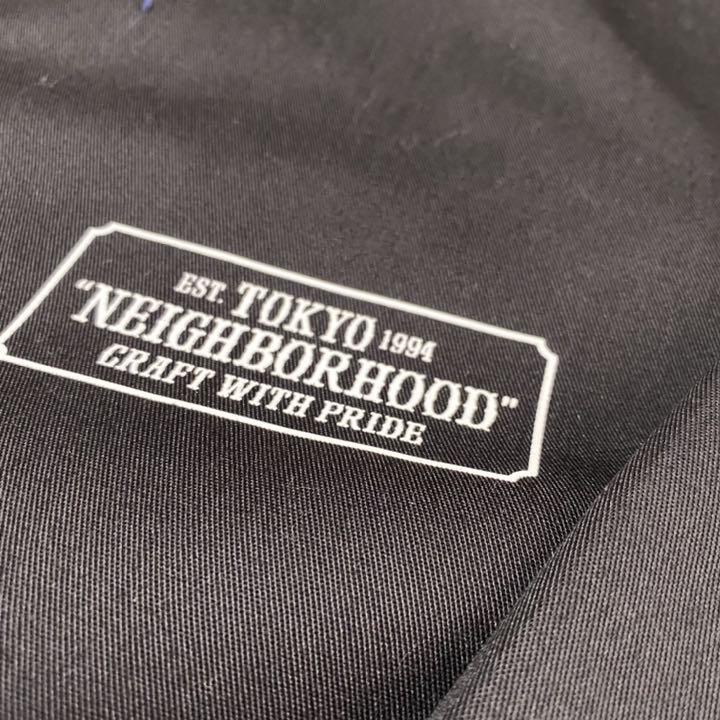 EST. TOKYO 1994
"NEIGHBORHOOD"
CRAFT WITH PRIDE